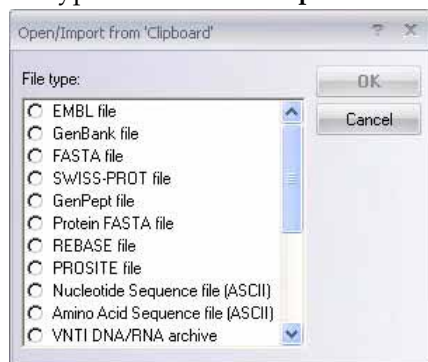 Open/Import from 'Clipboard'
File type:
OK
Cancel
EMBL file
GenBank file
FASTA file
SWISS-PROT file
GenPept file
Protein FASTA file
REBASE file
PROSITE file
Nucleotide Sequence file (ASCII)
Amino Acid Sequence file (ASCII)
VNTI DNA/RNA archive